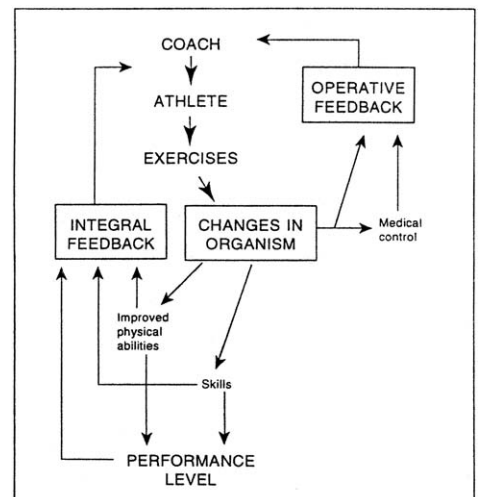 COACH
OPERATIVE
FEEDBACK
ATHLETE
EXERCISES
INTEGRAL
FEEDBACK
CHANGES IN
ORGANISM
Medical
control
Improved
physical
abilities
Skills
PERFORMANCE
LEVEL